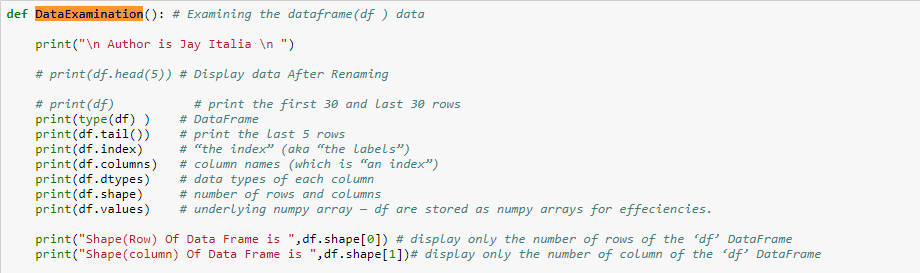 def DataExamination(): # Examining the dataframe(df ) data
print("\n Author is Jay Italia \n ")
# print(df.head(5)) # Display data After Renaming
# print(df) # print the first 30 and last 30 rows
print(type(df) ) # DataFrame
print(df.tail()) # print the last 5 rows
print(df.index) # “the index” (aka “the labels”)
print(df.columns) # column names (which is “an index”)
print(df.dtypes) # data types of each column
print(df.shape) # number of rows and columns
print(df.values) # underlying numpy array — df are stored as numpy arrays for effeciencies.
print("Shape(Row) Of Data Frame is ",df.shape[0]) # display only the number of rows of the ‘df’ DataFrame
print("Shape(column) Of Data Frame is ",df.shape[1])# display only the number of column of the ‘df’ DataFrame